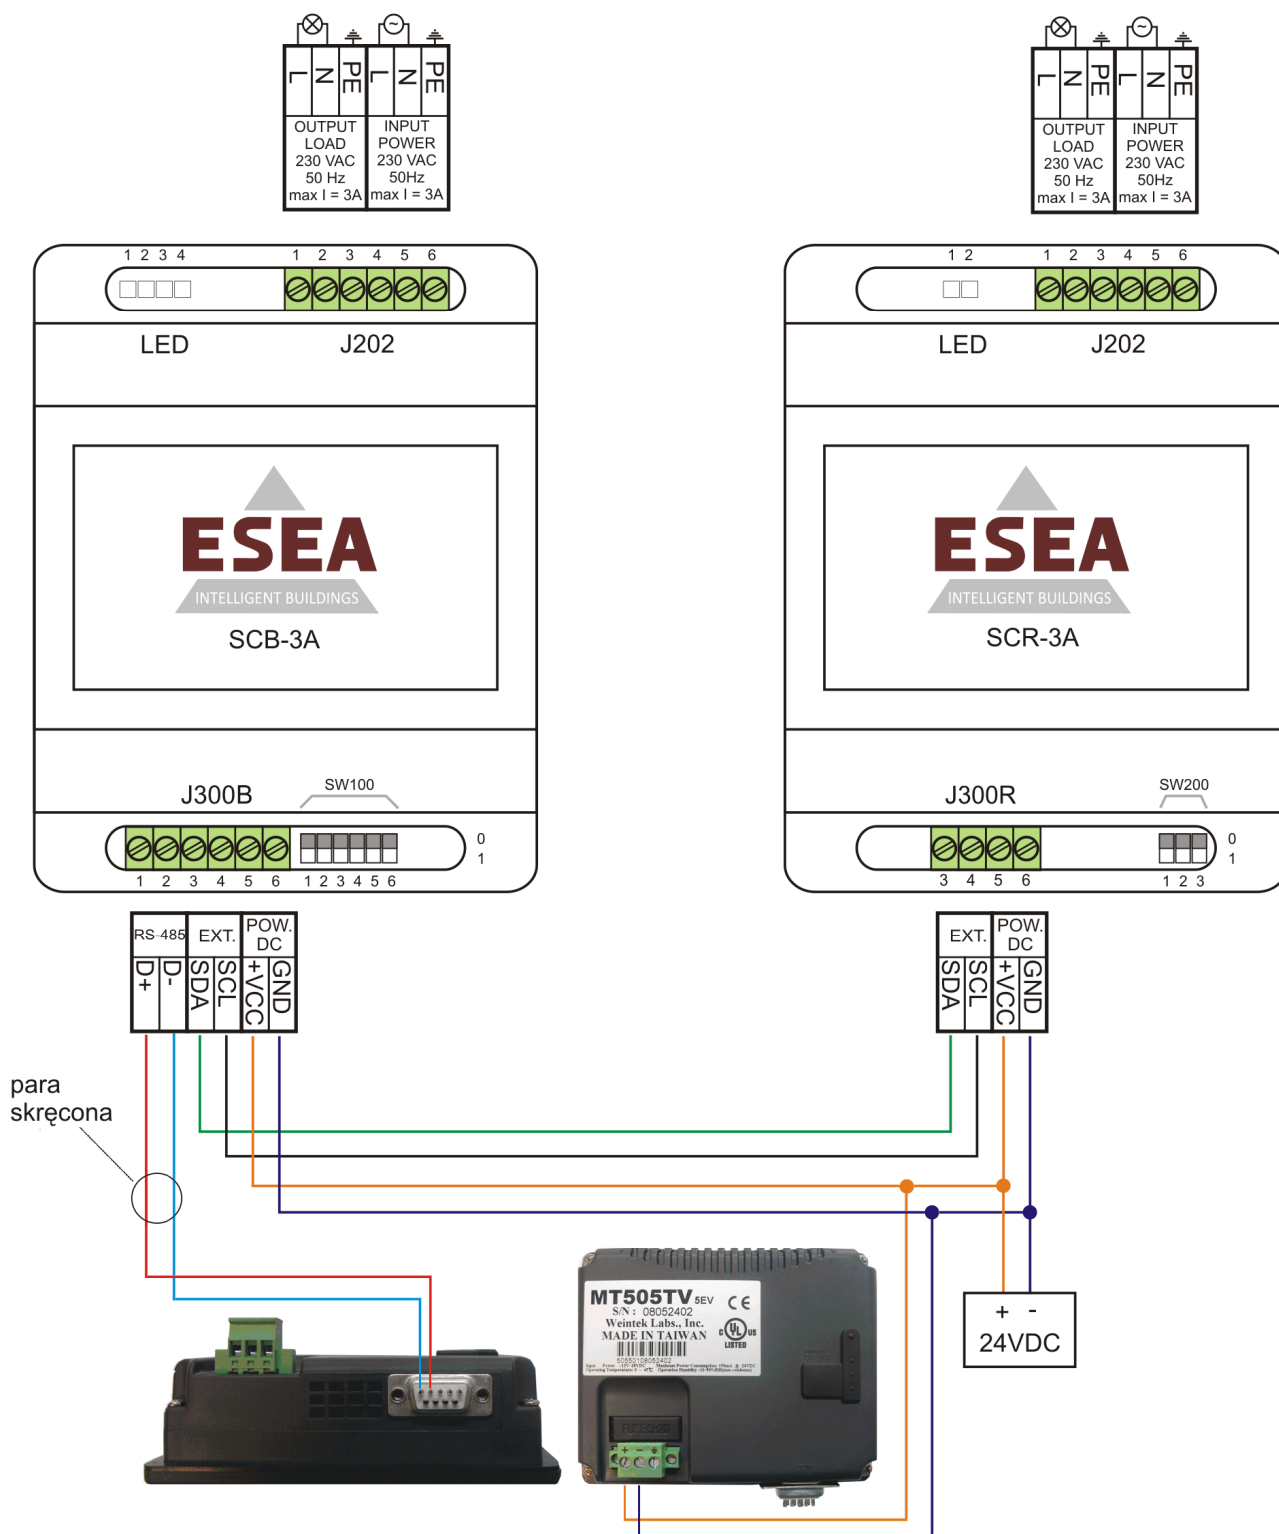 L N PE L N PE
OUTPUT LOAD 230 VAC 50 Hz max I = 3A
INPUT POWER 230 VAC 50Hz max I = 3A
L N PE L N PE
OUTPUT LOAD 230 VAC 50 Hz max I = 3A
INPUT POWER 230 VAC 50Hz max I = 3A
1 2 3 4
1 2 3 4 5 6
LED
J202
ESEA
INTELLIGENT BUILDINGS
SCB-3A
J300B
SW100
0
1
1 2 3 4 5 6
1 2 3 4 5 6
1 2
1 2 3 4 5 6
LED
J202
ESEA
INTELLIGENT BUILDINGS
SCR-3A
J300R
SW200
0
1
3 4 5 6
1 2 3
RS-485
EXT.
POW. DC
D+ D- SDA SCL +VCC GND
EXT.
POW. DC
SDA SCL +VCC GND
para
skręcona
+ -
24VDC
MT505TV 5EV
S/N : 08052402
Weintek Labs., Inc.
MADE IN TAIWAN
50550108052402
CE
C UL US
LISTED